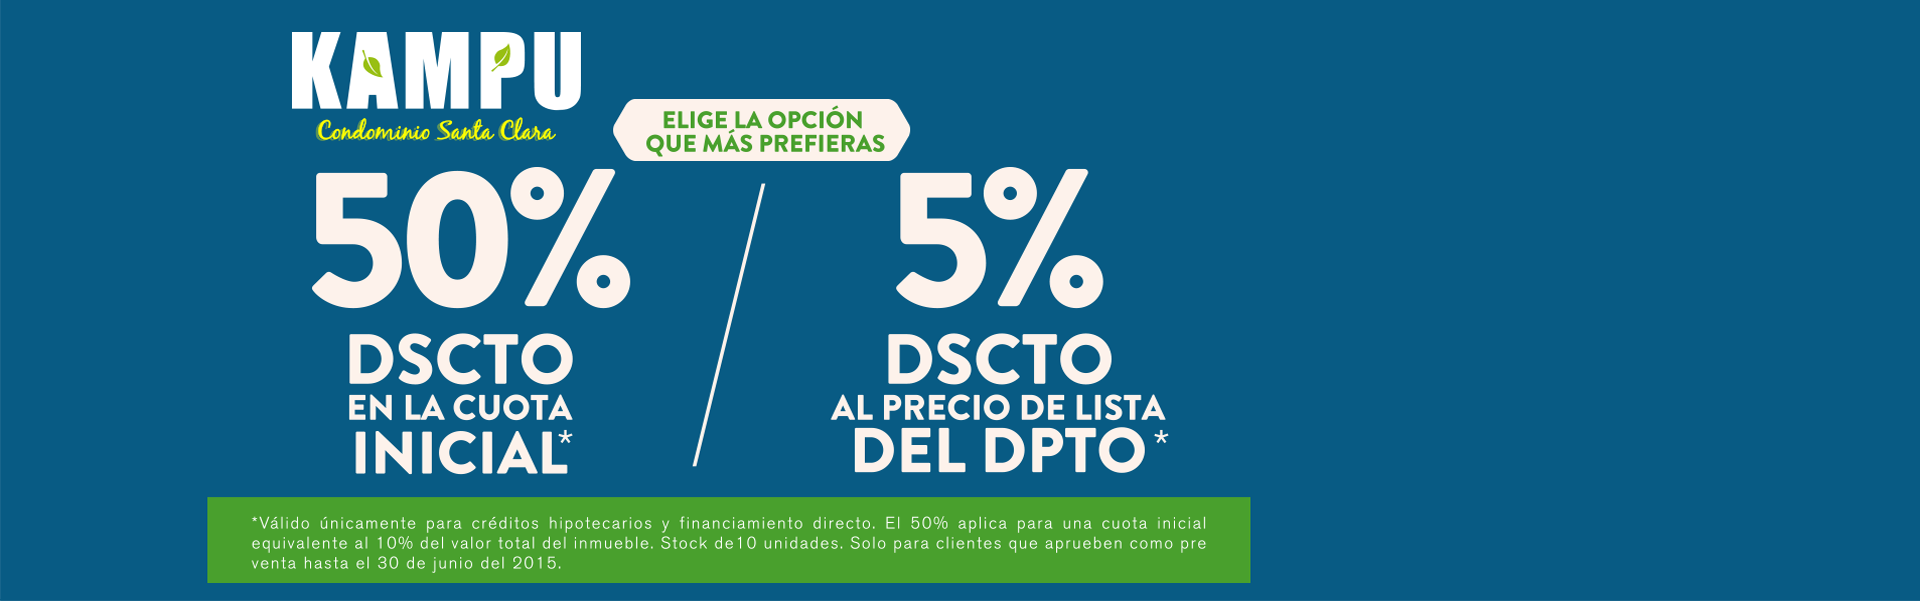 KAMPU
Condominio Santa Clara
ELIGE LA OPCIÓN
QUE MÁS PREFIERAS
50%
DSCTO
EN LA CUOTA
INICIAL*
5%
DSCTO
AL PRECIO DE LISTA
DEL DPTO*
*Válido únicamente para créditos hipotecarios y financiamiento directo. El 50% aplica para una cuota inicial
equivalente al 10% del valor total del inmueble. Stock de10 unidades. Solo para clientes que aprueben como pre
venta hasta el 30 de junio del 2015.